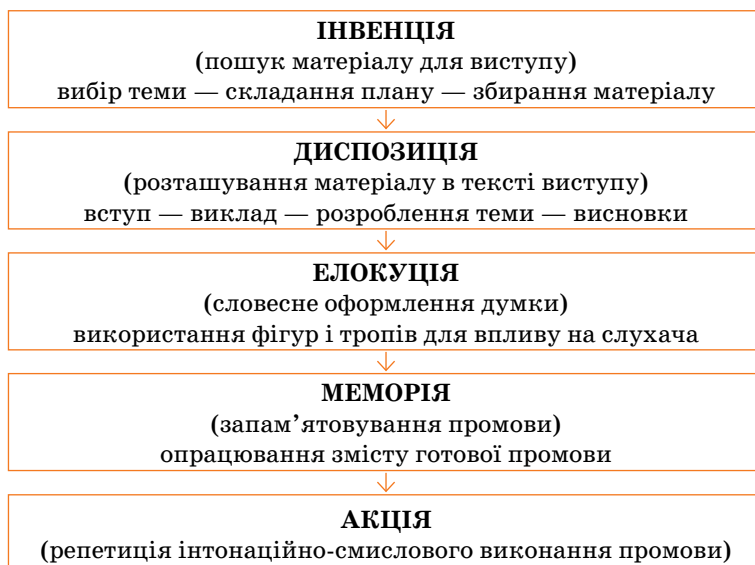 ІНВЕНЦІЯ
(пошук матеріалу для виступу)
вибір теми — складання плану — збирання матеріалу
ДИСПОЗИЦІЯ
(розташування матеріалу в тексті виступу)
вступ — виклад — розроблення теми — висновки
ЕЛОКУЦІЯ
(словесне оформлення думки)
використання фігур і тропів для впливу на слухача
МЕМОРІЯ
(запам’ятовування промови)
опрацювання змісту готової промови
АКЦІЯ
(репетиція інтонаційно-смислового виконання промови)